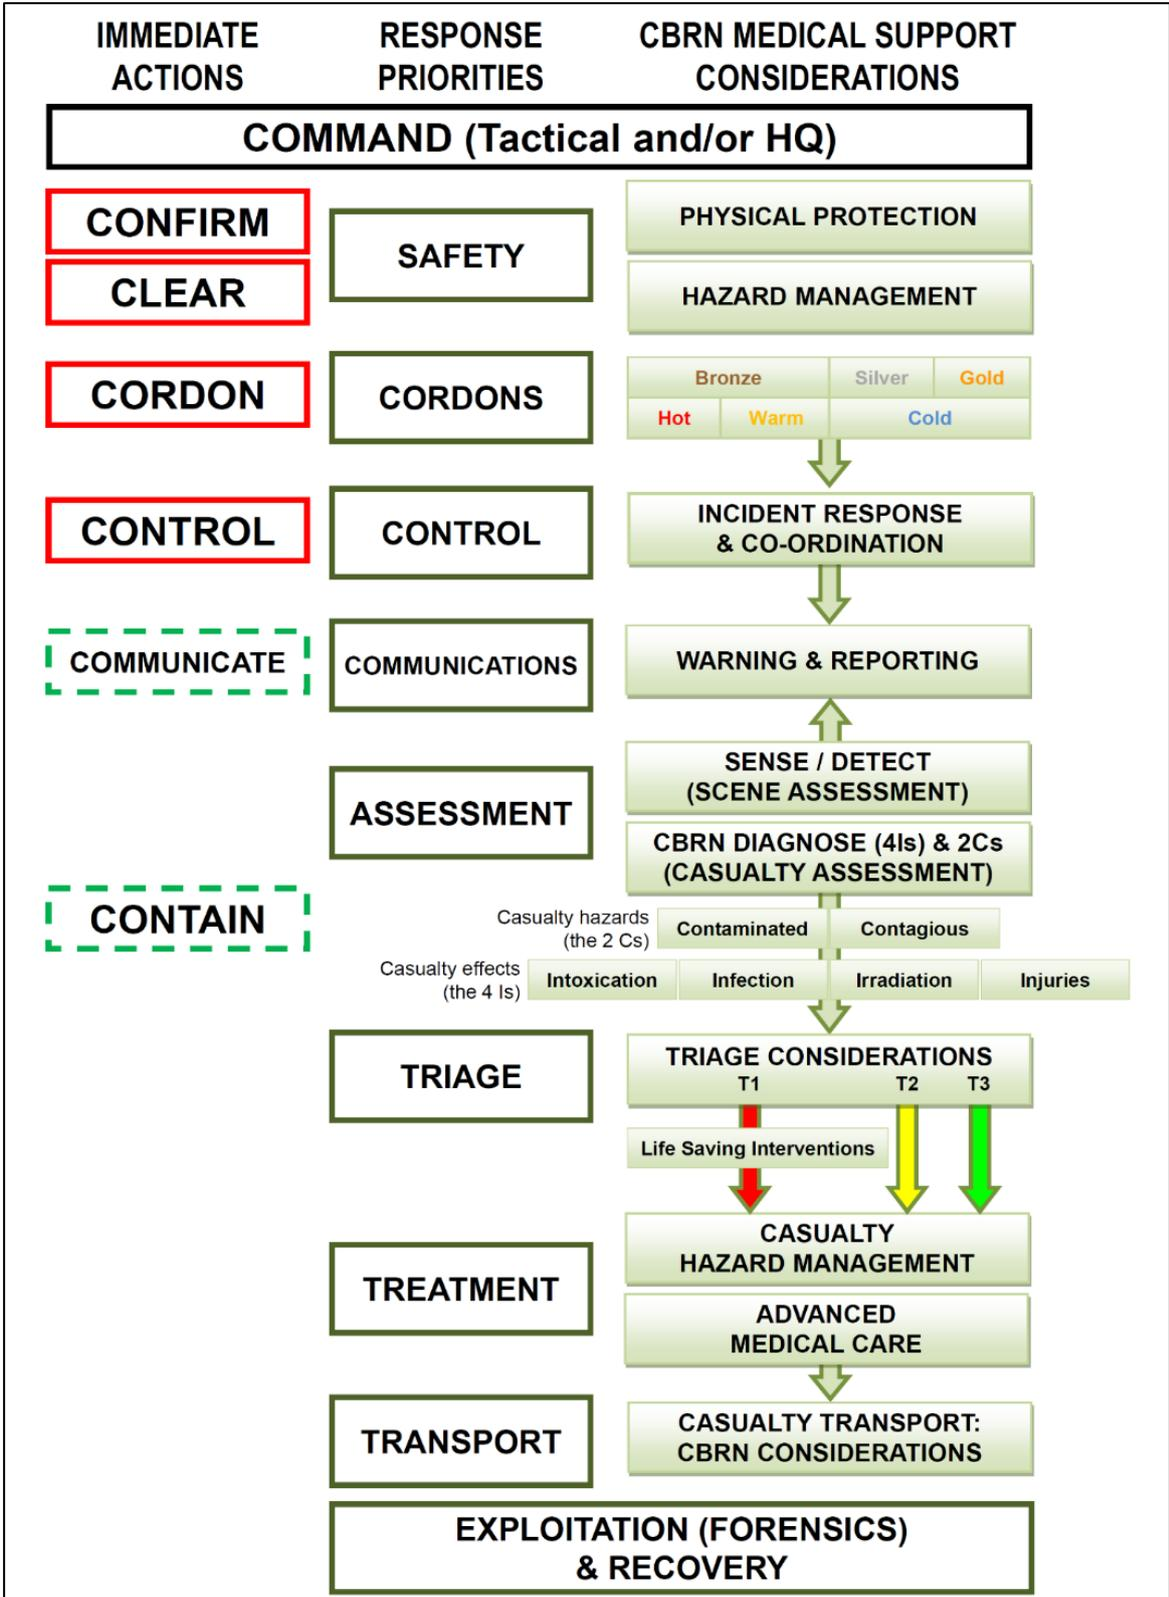 IMMEDIATE
ACTIONS
RESPONSE
PRIORITIES
CBRN MEDICAL SUPPORT
CONSIDERATIONS
COMMAND (Tactical and/or HQ)
CONFIRM
CLEAR
SAFETY
PHYSICAL PROTECTION
HAZARD MANAGEMENT
CORDON
CORDONS
Bronze
Silver
Gold
Hot
Warm
Cold
CONTROL
CONTROL
INCIDENT RESPONSE
& CO-ORDINATION
COMMUNICATE
COMMUNICATIONS
WARNING & REPORTING
ASSESSMENT
SENSE / DETECT
(SCENE ASSESSMENT)
CBRN DIAGNOSE (4Is) & 2Cs
(CASUALTY ASSESSMENT)
CONTAIN
Casualty hazards
(the 2 Cs)
Contaminated
Contagious
Casualty effects
(the 4 Is)
Intoxication
Infection
Irradiation
Injuries
TRIAGE
TRIAGE CONSIDERATIONS
T1
T2
T3
Life Saving Interventions
TREATMENT
CASUALTY
HAZARD MANAGEMENT
ADVANCED
MEDICAL CARE
TRANSPORT
CASUALTY TRANSPORT:
CBRN CONSIDERATIONS
EXPLOITATION (FORENSICS)
& RECOVERY